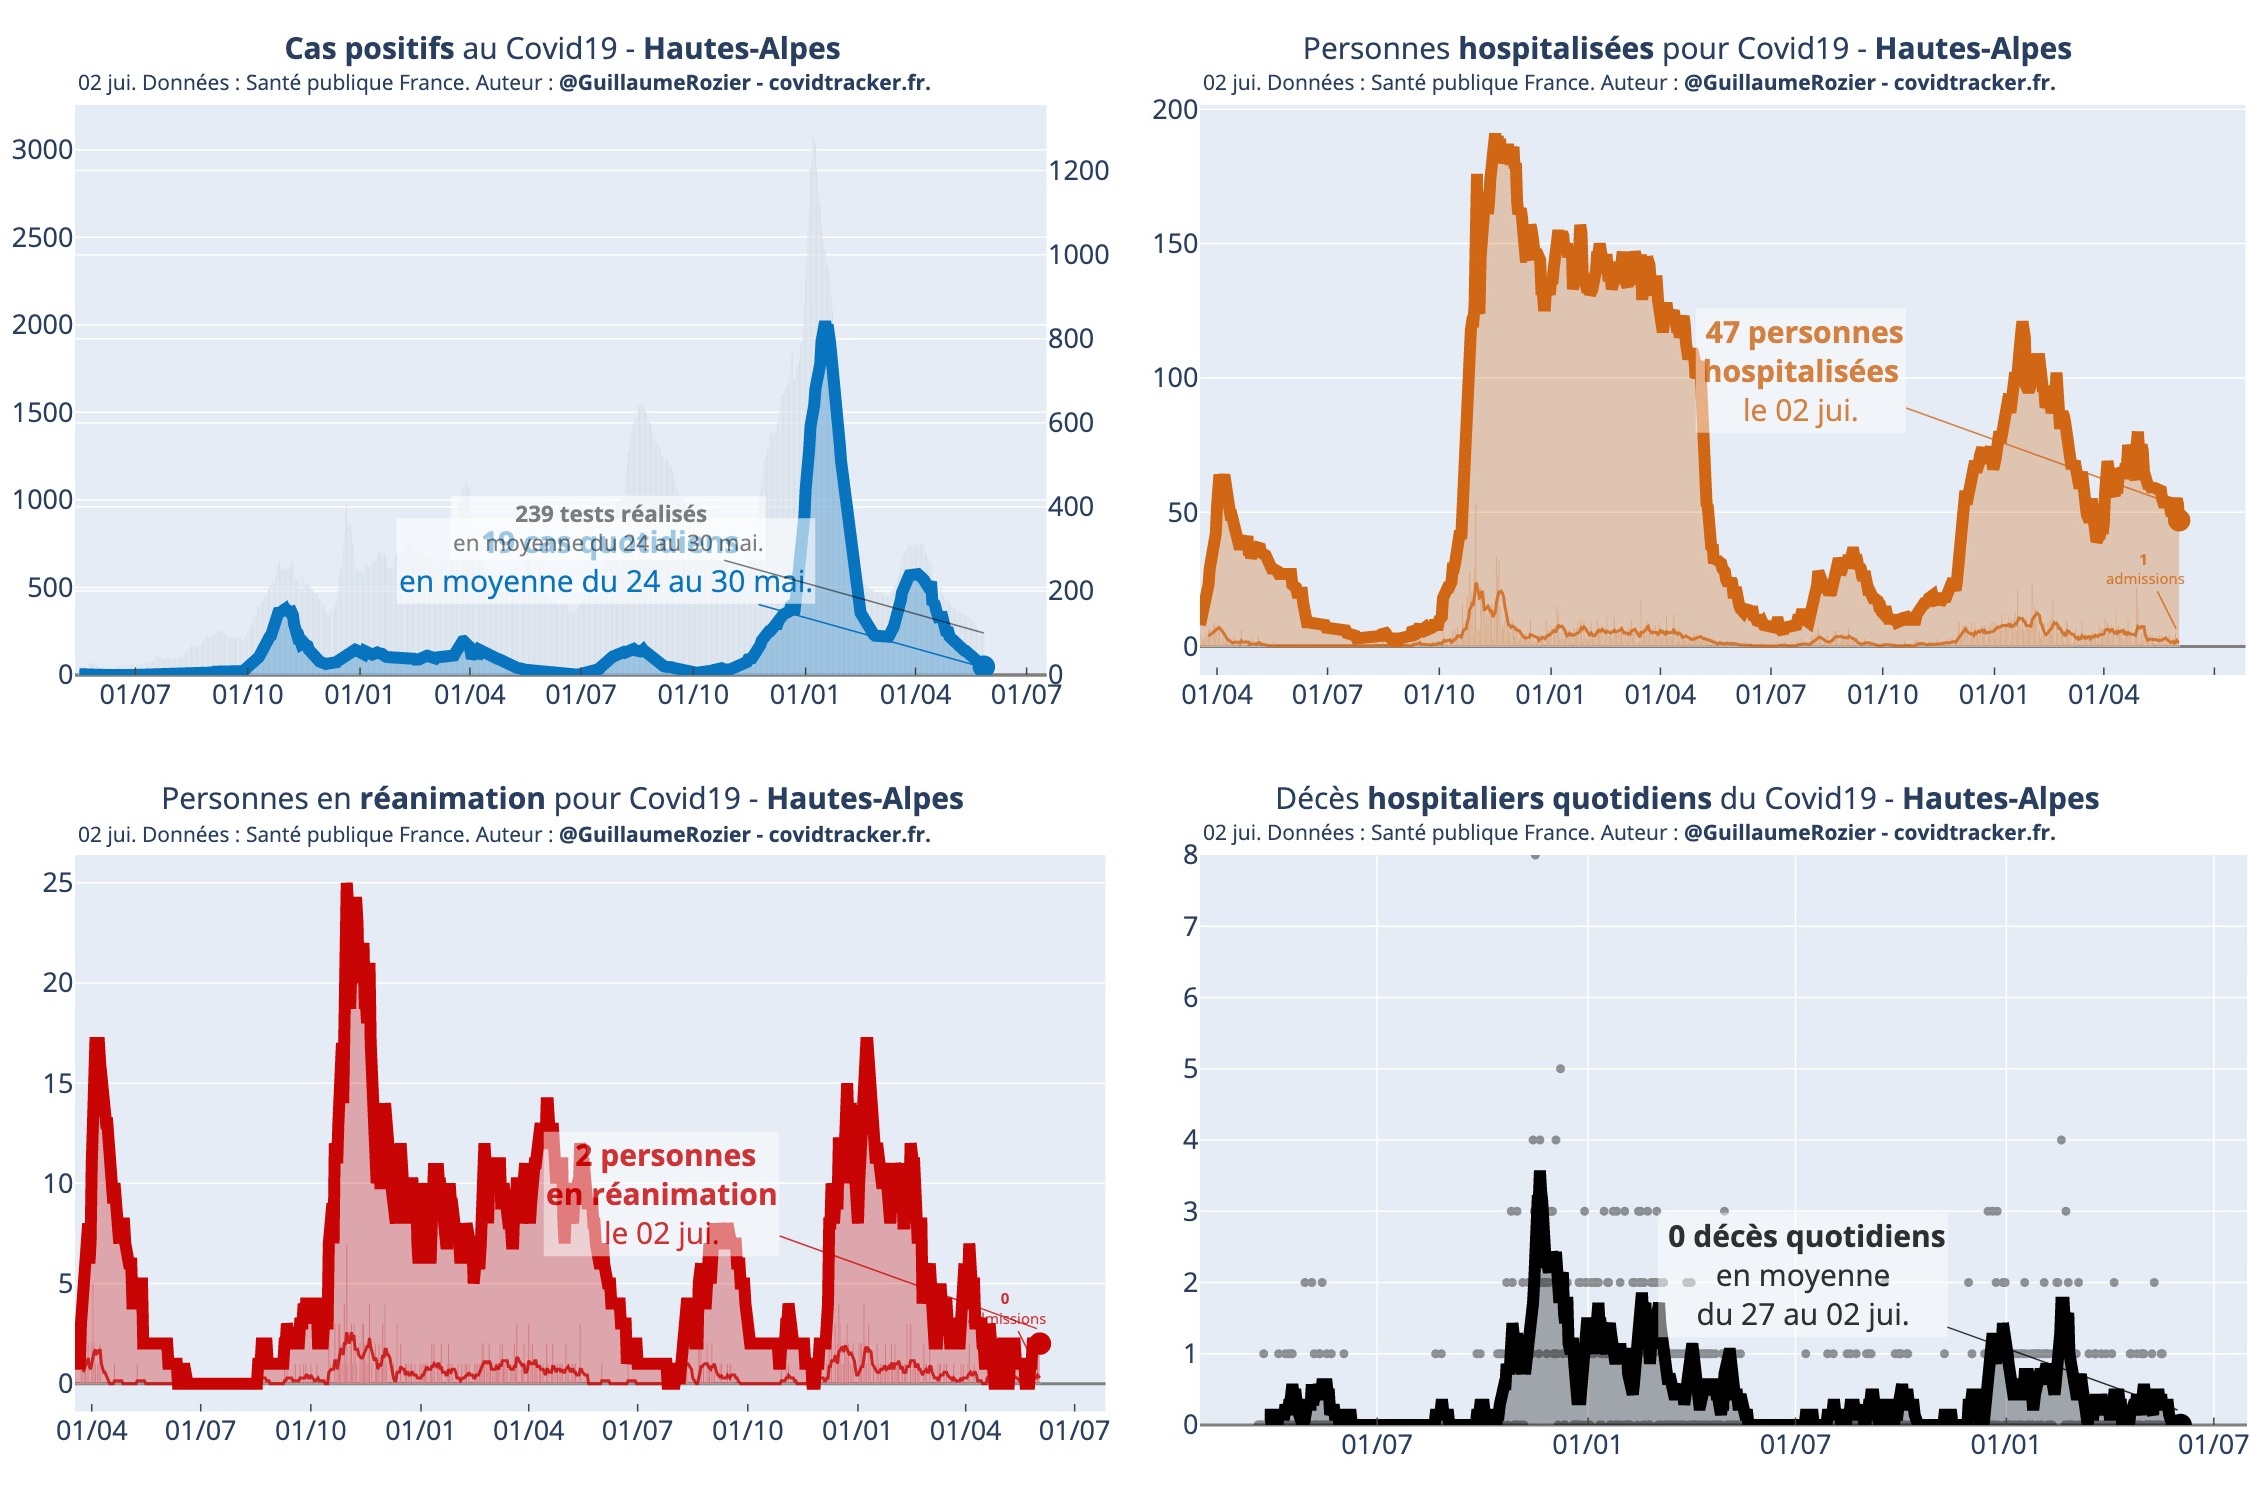 Cas positifs au Covid19 - Hautes-Alpes
02 jui. Données : Santé publique France. Auteur : @GuillaumeRozier - covidtracker.fr.
3000
2500
2000
1500
1000
500
0
1200
1000
800
600
400
200
0
239 tests réalisés
en moyenne du 24 au 30 mai.
19 cas quotidiens
en moyenne du 24 au 30 mai.
01/07 01/10 01/01 01/04 01/07 01/10 01/01 01/04 01/07
Personnes hospitalisées pour Covid19 - Hautes-Alpes
02 jui. Données : Santé publique France. Auteur : @GuillaumeRozier - covidtracker.fr.
200
150
100
50
0
47 personnes
hospitalisées
le 02 jui.
1
admissions
01/04 01/07 01/10 01/01 01/04 01/07 01/10 01/01 01/04
Personnes en réanimation pour Covid19 - Hautes-Alpes
02 jui. Données : Santé publique France. Auteur : @GuillaumeRozier - covidtracker.fr.
25
20
15
10
5
0
2 personnes
en réanimation
le 02 jui.
0
admissions
01/04 01/07 01/10 01/01 01/04 01/07 01/10 01/01 01/04 01/07
Décès hospitaliers quotidiens du Covid19 - Hautes-Alpes
02 jui. Données : Santé publique France. Auteur : @GuillaumeRozier - covidtracker.fr.
8
7
6
5
4
3
2
1
0
0 décès quotidiens
en moyenne
du 27 au 02 jui.
01/07 01/01 01/07 01/01 01/07